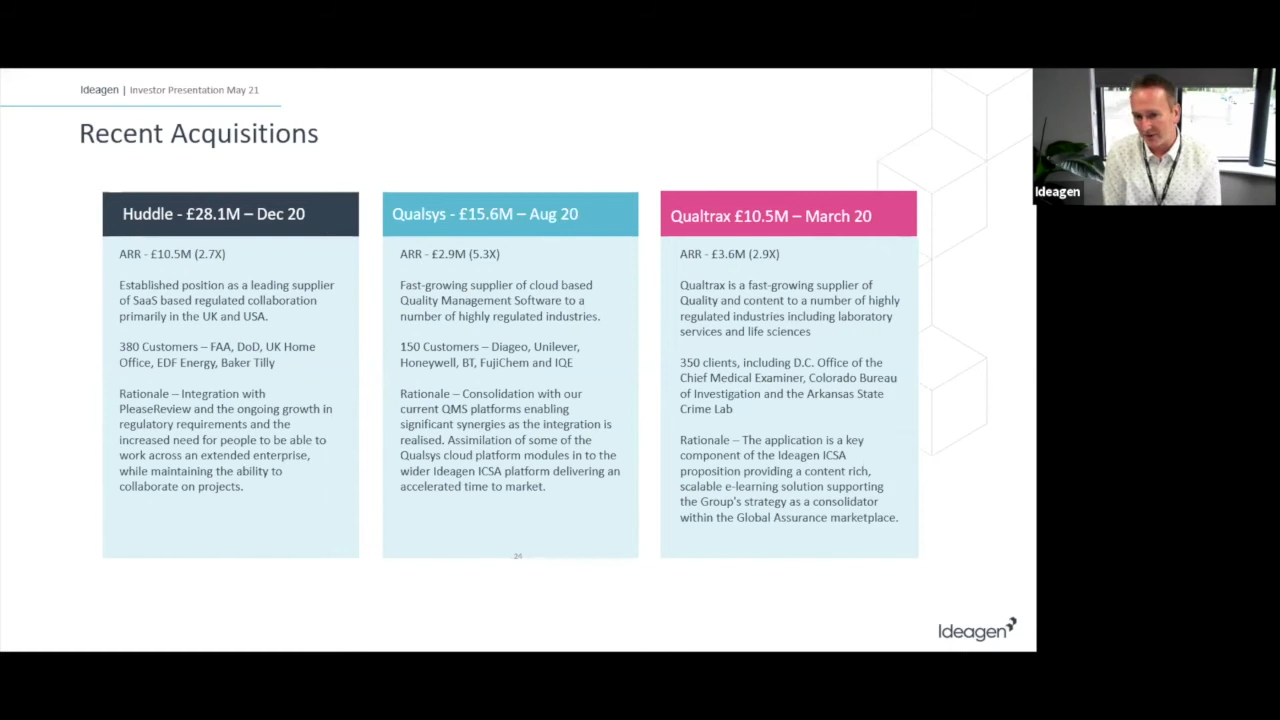 Ideagen | Investor Presentation May 21
Recent Acquisitions
Huddle - £28.1M – Dec 20
ARR - £10.5M (2.7X)
Established position as a leading supplier
of SaaS based regulated collaboration
primarily in the UK and USA.
380 Customers – FAA, DoD, UK Home
Office, EDF Energy, Baker Tilly
Rationale – Integration with
PleaseReview and the ongoing growth in
regulatory requirements and the
increased need for people to be able to
work across an extended enterprise,
while maintaining the ability to
collaborate on projects.
Qualsys - £15.6M – Aug 20
ARR - £2.9M (5.3X)
Fast-growing supplier of cloud based
Quality Management Software to a
number of highly regulated industries.
150 Customers – Diageo, Unilever,
Honeywell, BT, FujiChem and IQE
Rationale – Consolidation with our
current QMS platforms enabling
significant synergies as the integration is
realised. Assimilation of some of the
Qualsys cloud platform modules in to the
wider Ideagen ICSA platform delivering an
accelerated time to market.
Qualtrax £10.5M – March 20
ARR - £3.6M (2.9X)
Qualtrax is a fast-growing supplier of
Quality and content to a number of highly
regulated industries including laboratory
services and life sciences
350 clients, including D.C. Office of the
Chief Medical Examiner, Colorado Bureau
of Investigation and the Arkansas State
Crime Lab
Rationale – The application is a key
component of the Ideagen ICSA
proposition providing a content rich,
scalable e-learning solution supporting
the Group's strategy as a consolidator
within the Global Assurance marketplace.
24
Ideagen
Ideagen